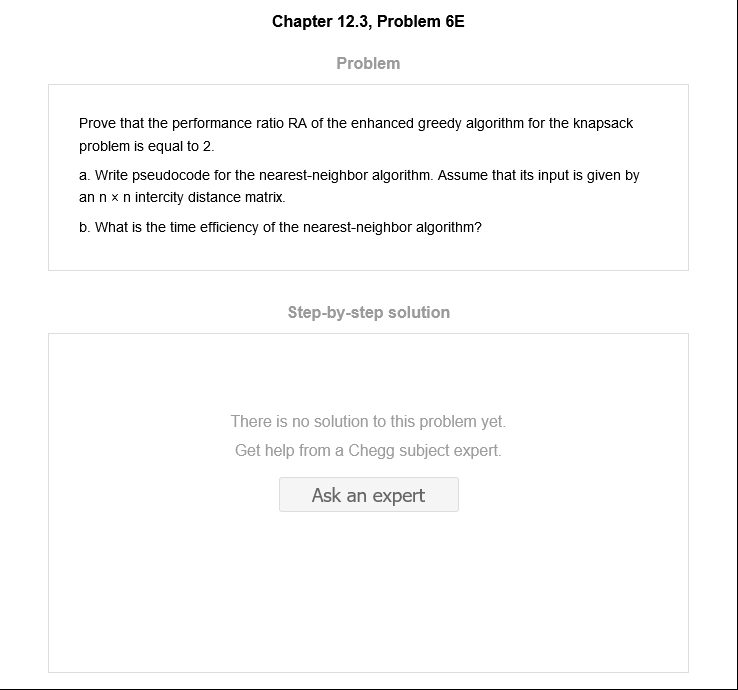 Chapter 12.3, Problem 6E
Problem
Prove that the performance ratio RA of the enhanced greedy algorithm for the knapsack
problem is equal to 2.
a. Write pseudocode for the nearest-neighbor algorithm. Assume that its input is given by
an n × n intercity distance matrix.
b. What is the time efficiency of the nearest-neighbor algorithm?
Step-by-step solution
There is no solution to this problem yet.
Get help from a Chegg subject expert.
Ask an expert